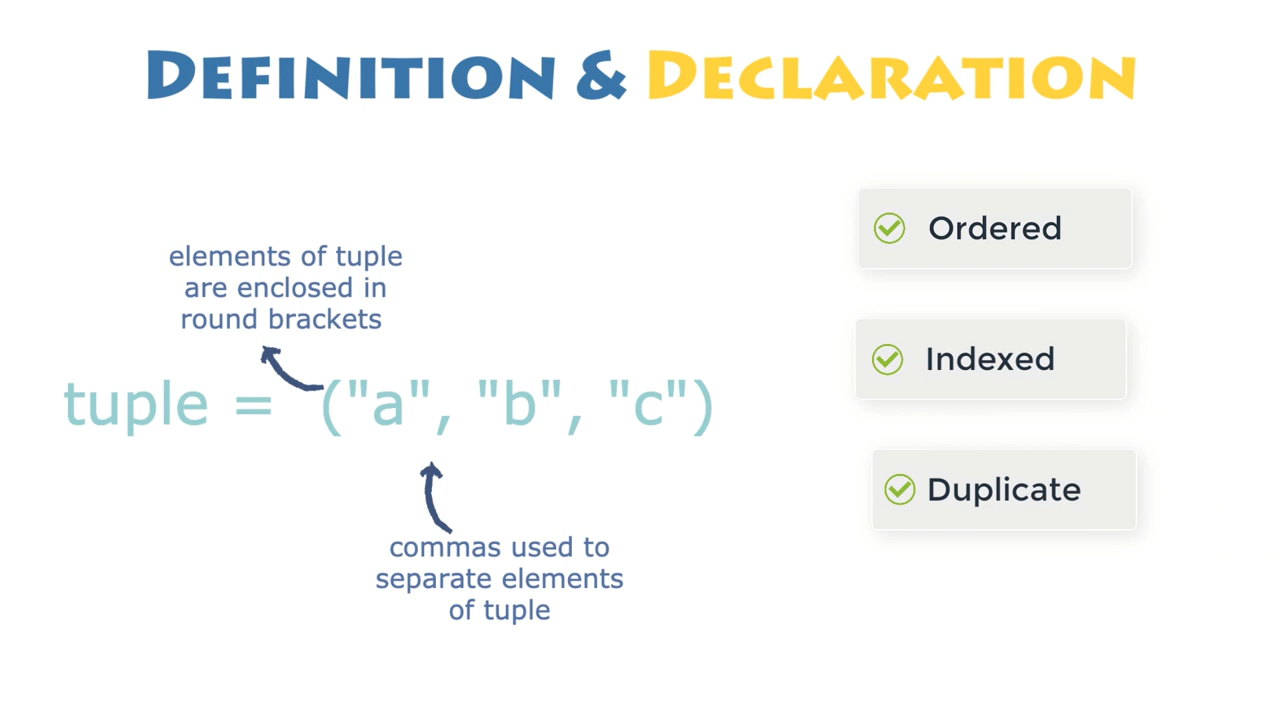 DEFINITION & DECLARATION
elements of tuple
are enclosed in
round brackets
tuple = ("a", "b", "c")
commas used to
separate elements
of tuple
Ordered
Indexed
Duplicate